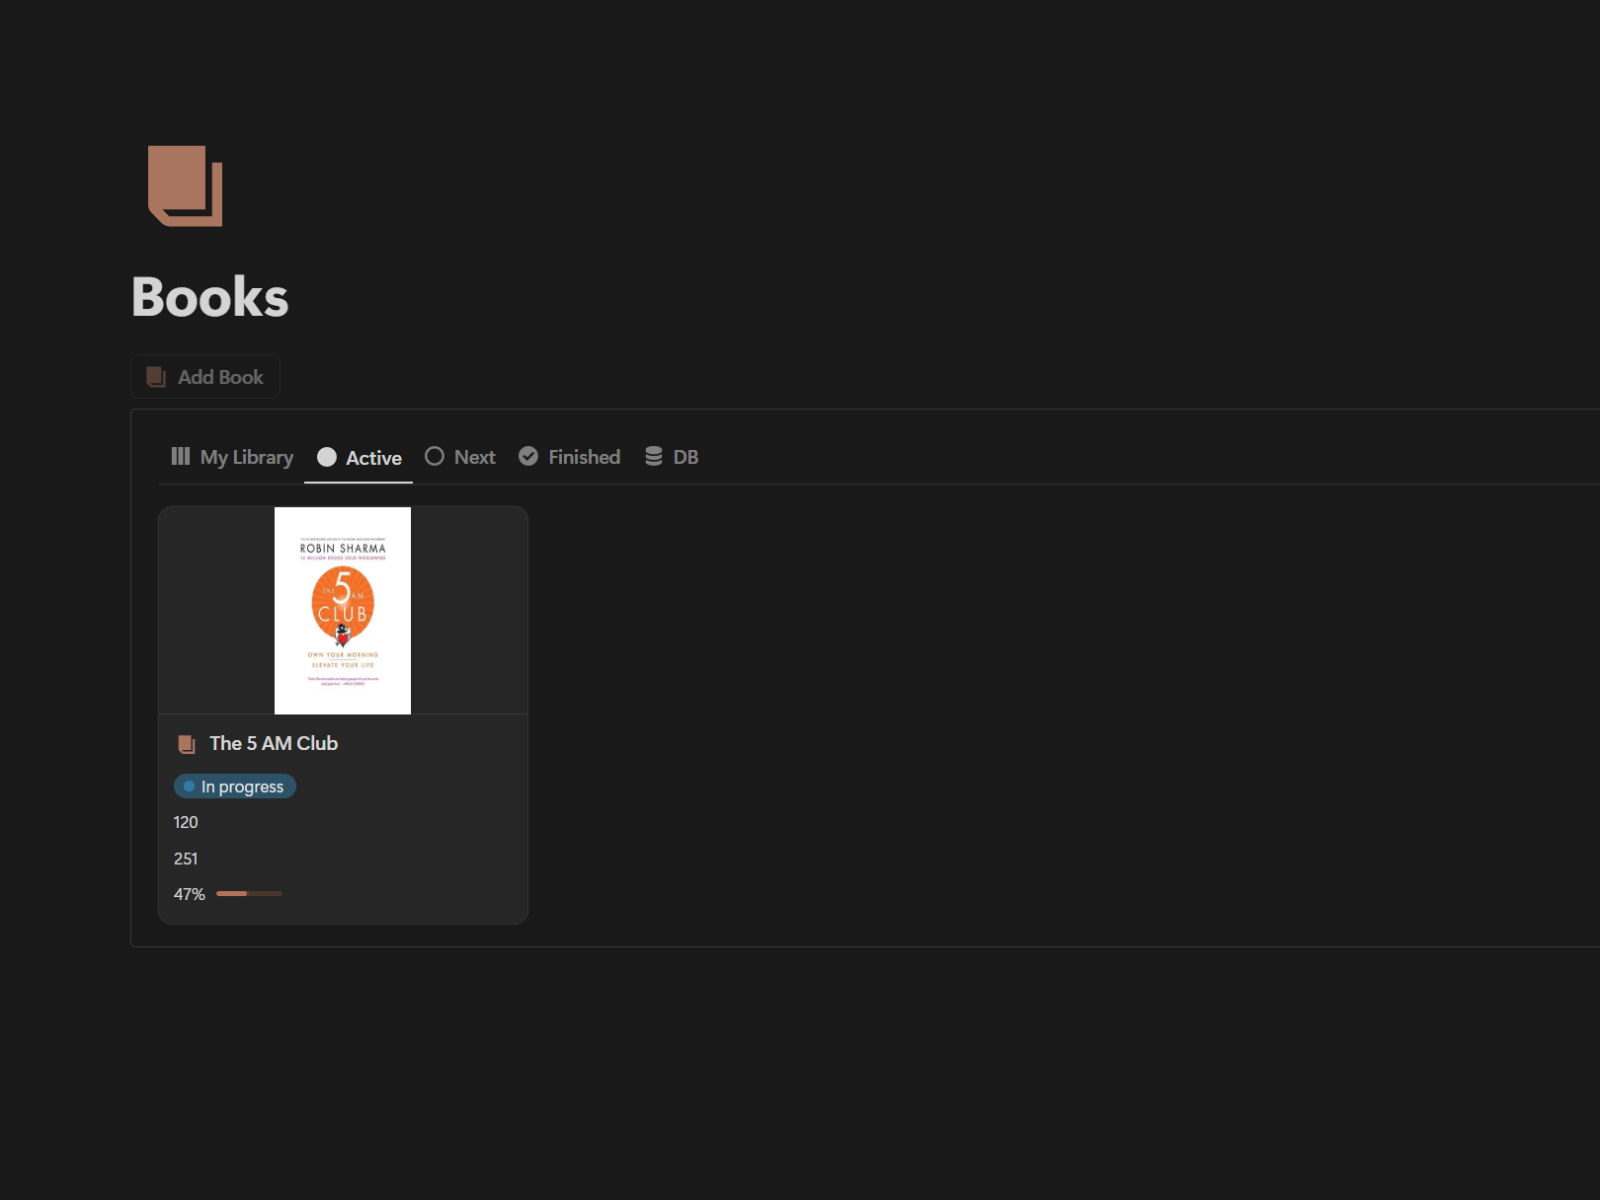 Books
Add Book
My Library
Active
Next
Finished
DB
ROBIN SHARMA
THE
5
AM
CLUB
OWN YOUR MORNING
ELEVATE YOUR LIFE
The 5 AM Club
In progress
120
251
47%